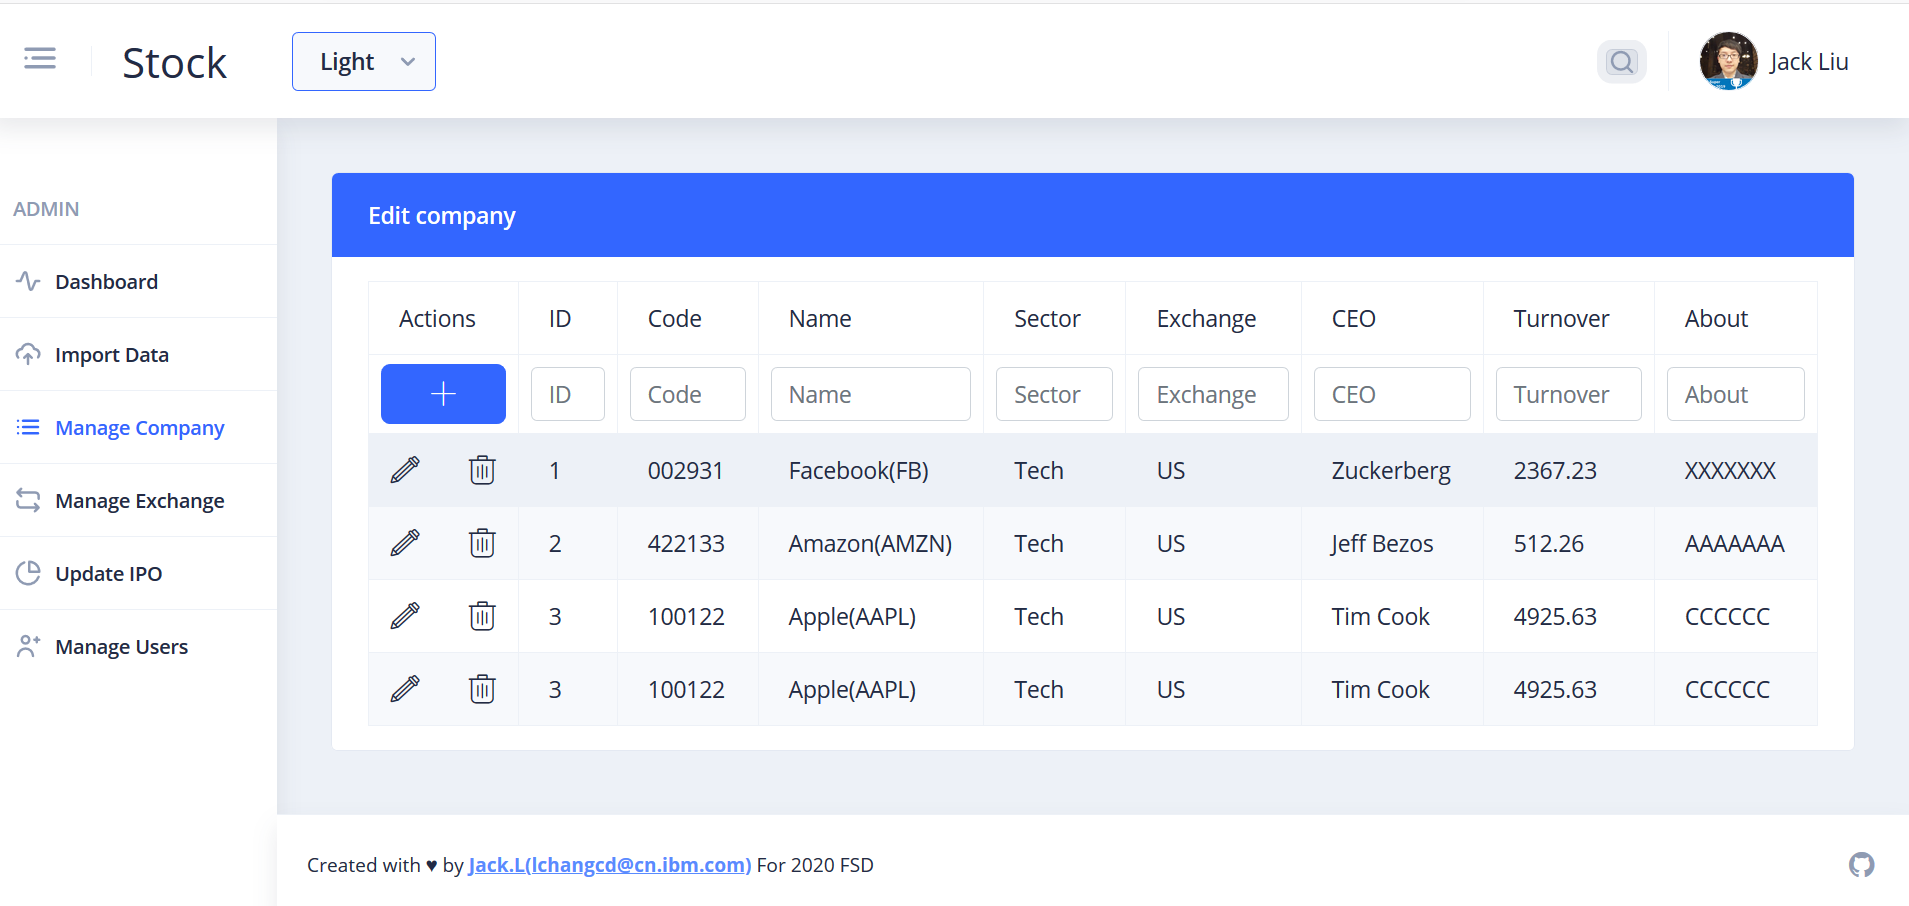 Stock
Light
Jack Liu
ADMIN
Dashboard
Import Data
Manage Company
Manage Exchange
Update IPO
Manage Users
Edit company
Actions ID Code Name Sector Exchange CEO Turnover About
ID Code Name Sector Exchange CEO Turnover About
1 002931 Facebook(FB) Tech US Zuckerberg 2367.23 XXXXXXX
2 422133 Amazon(AMZN) Tech US Jeff Bezos 512.26 AAAAAAA
3 100122 Apple(AAPL) Tech US Tim Cook 4925.63 CCCCCC
3 100122 Apple(AAPL) Tech US Tim Cook 4925.63 CCCCCC
Created with ♥ by Jack.L(lchangcd@cn.ibm.com) For 2020 FSD